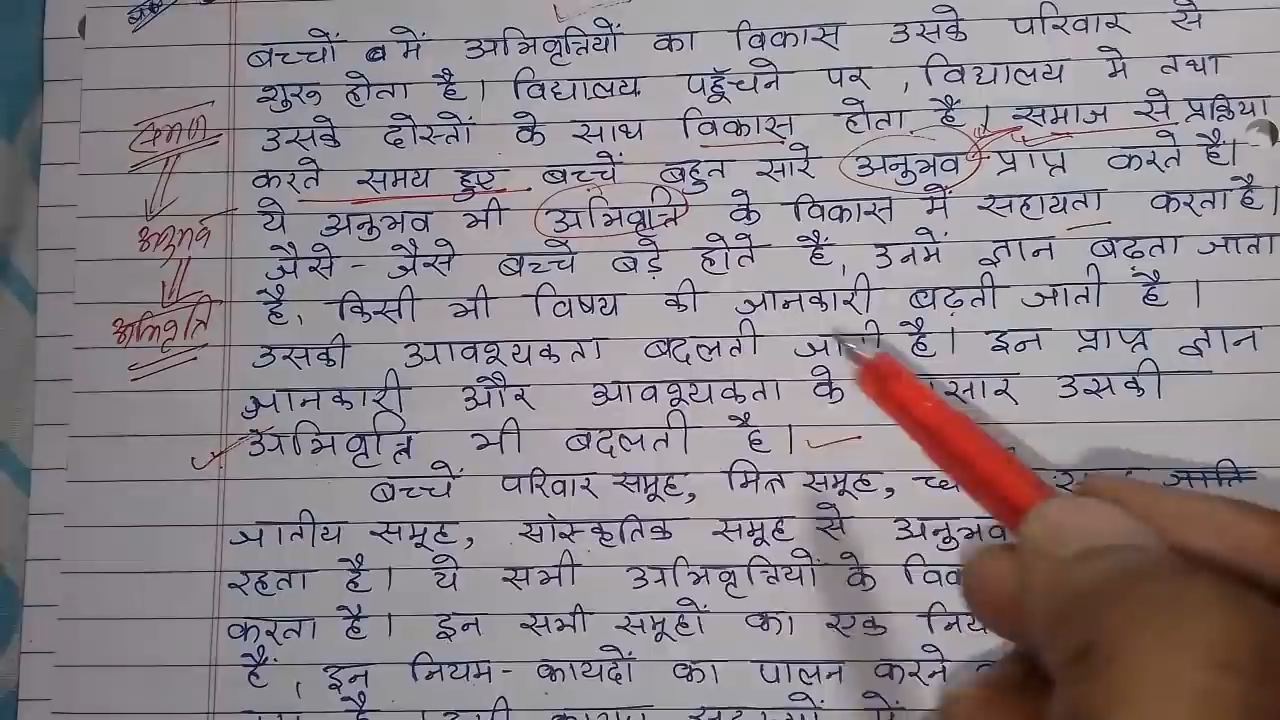 बच्चों में अभिवृत्तियों का विकास उसके परिवार से
शुरू होता है। विद्यालय पहुँचने पर, विद्यालय मे तथा
उसके दोस्तों के साथ विकास होता है। समाज से प्रक्रिया
करते समय हुए बच्चें बहुत सारे अनुभव प्राप्त करते हैं।
ये अनुभव भी अभिवृत्ति के विकास में सहायता करता है।
जैसे-जैसे बच्चे बड़े होते हैं, उनमें ज्ञान बढ़ता जाता
है, किसी भी विषय की जानकारी बढ़ती जाती है।
उसकी आवश्यकता बदलती है। इन प्राप्त ज्ञान
जानकारी और आवश्यकता के सार उसकी
अभिवृत्ति भी बदलती है।
बच्चें परिवार समूह, मित्र समूह, जाति
जातीय समूह, सांस्कृतिक समूह से अनुभव
रहता है। ये सभी अभिवृत्तियों के
करता है। इन सभी समूहों का एक
हैं, इन नियम-कायदों का पालन करने
समाज
अनुभव
अभिवृति